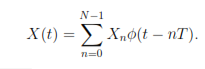 X(t) = \sum_{n=0}^{N-1} X_n \phi(t - nT).